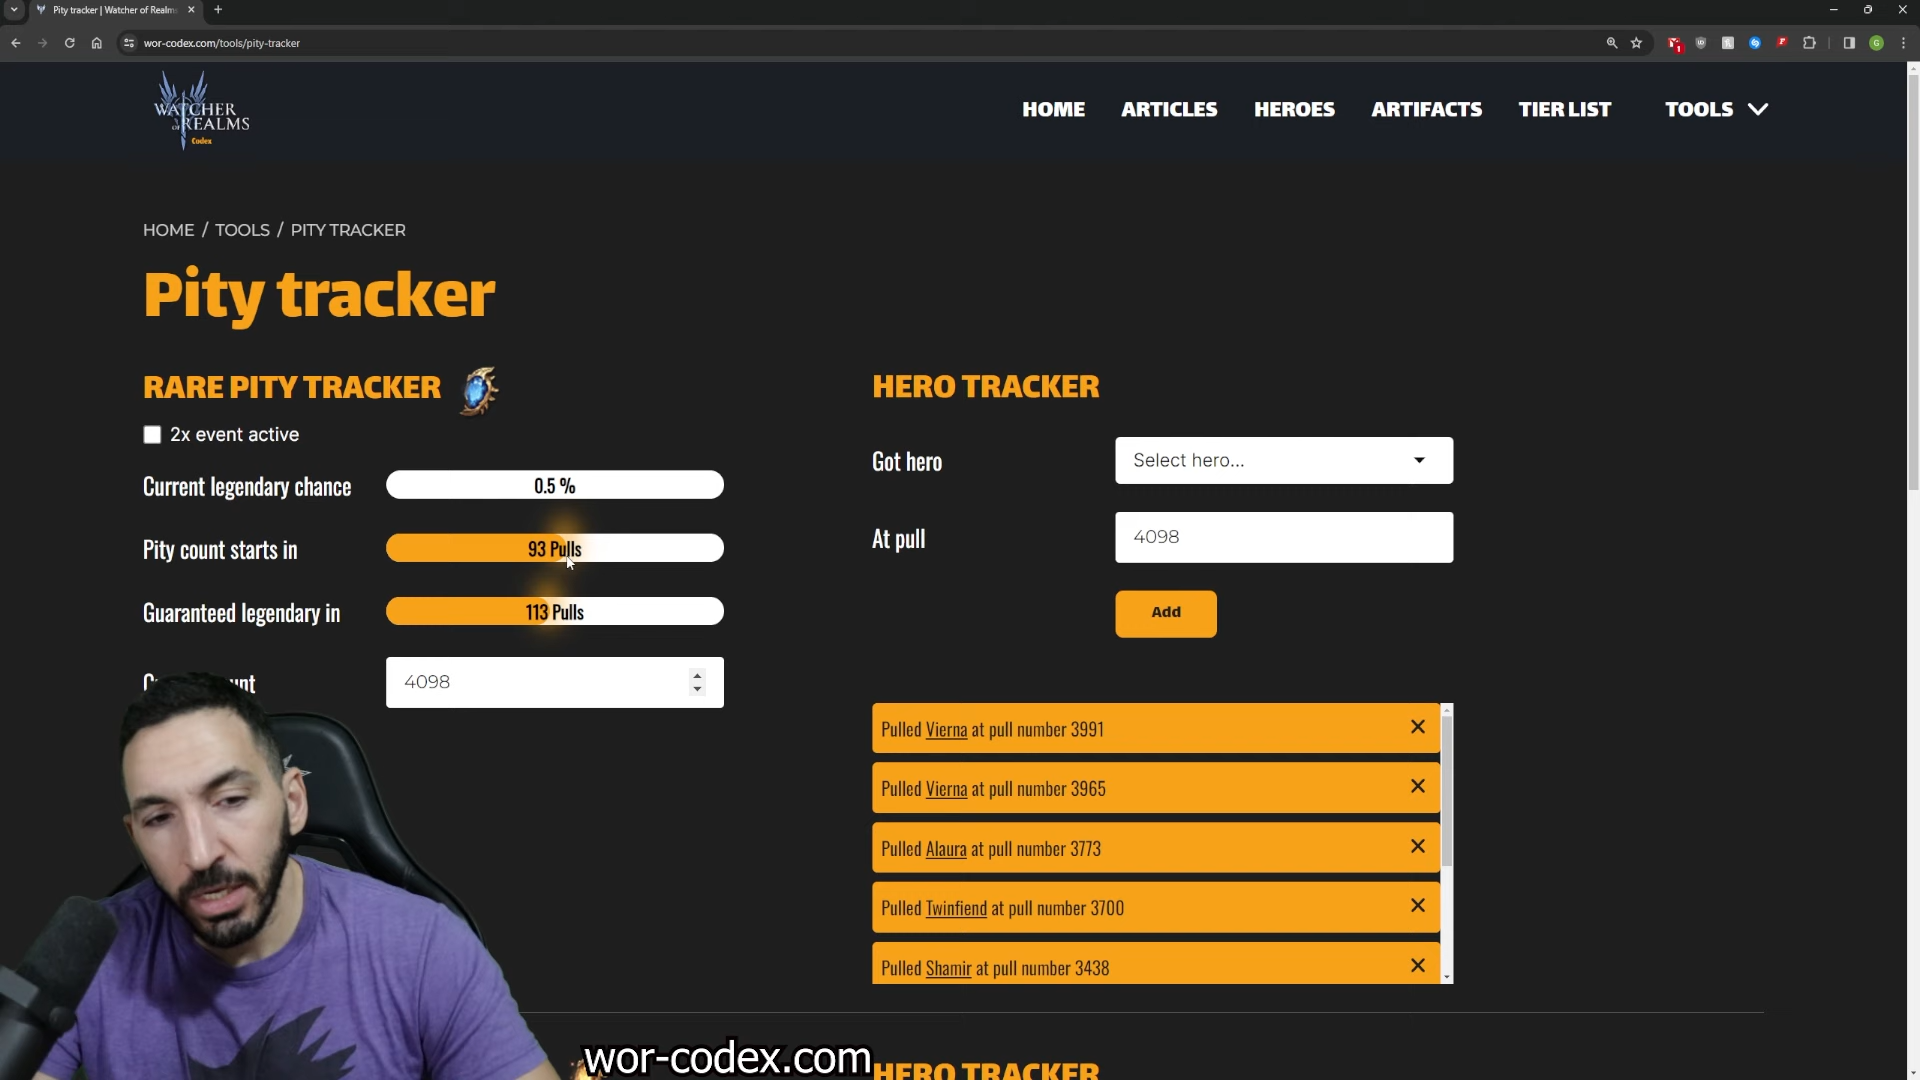 Pity tracker | Watcher of Realms
wor-codex.com/tools/pity-tracker
1
G
WATCHER
OF REALMS
Codex
HOME
ARTICLES
HEROES
ARTIFACTS
TIER LIST
TOOLS
HOME / TOOLS / PITY TRACKER
Pity tracker
RARE PITY TRACKER
2x event active
Current legendary chance
0.5 %
Pity count starts in
93 Pulls
Guaranteed legendary in
113 Pulls
4098
HERO TRACKER
Got hero
Select hero...
At pull
4098
Add
Pulled Vierna at pull number 3991
Pulled Vierna at pull number 3965
Pulled Alaura at pull number 3773
Pulled Twinfiend at pull number 3700
Pulled Shamir at pull number 3438
wor-codex.com
HERO TRACKER